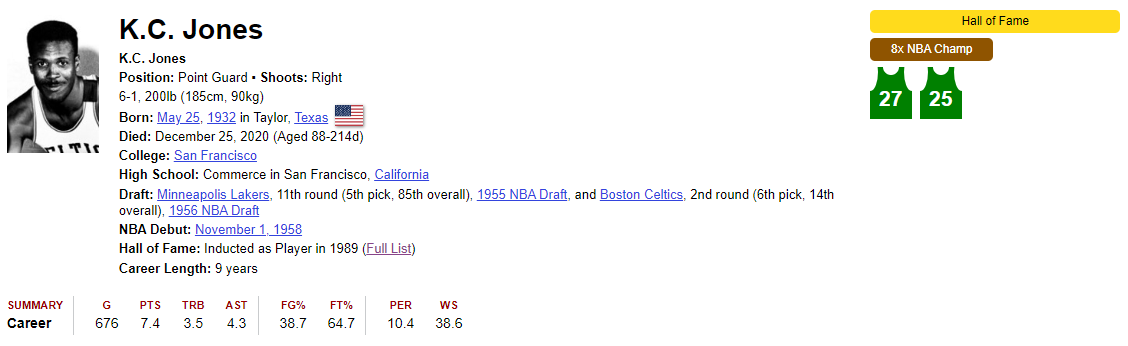 K.C. Jones
K.C. Jones
Position: Point Guard ▪ Shoots: Right
6-1, 200lb (185cm, 90kg)
Born: May 25, 1932 in Taylor, Texas
Died: December 25, 2020 (Aged 88-214d)
College: San Francisco
High School: Commerce in San Francisco, California
Draft: Minneapolis Lakers, 11th round (5th pick, 85th overall), 1955 NBA Draft, and Boston Celtics, 2nd round (6th pick, 14th
overall), 1956 NBA Draft
NBA Debut: November 1, 1958
Hall of Fame: Inducted as Player in 1989 (Full List)
Career Length: 9 years
Hall of Fame
8x NBA Champ
27 25
SUMMARY G PTS TRB AST FG% FT% PER WS
Career 676 7.4 3.5 4.3 38.7 64.7 10.4 38.6